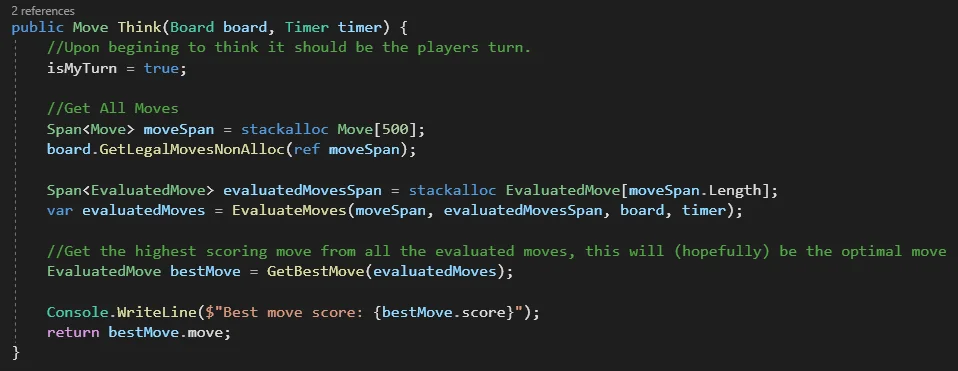 2 references
public Move Think(Board board, Timer timer) {
//Upon begining to think it should be the players turn.
isMyTurn = true;
//Get All Moves
Span<Move> moveSpan = stackalloc Move[500];
board.GetLegalMovesNonAlloc(ref moveSpan);
Span<EvaluatedMove> evaluatedMovesSpan = stackalloc EvaluatedMove[moveSpan.Length];
var evaluatedMoves = EvaluateMoves(moveSpan, evaluatedMovesSpan, board, timer);
//Get the highest scoring move from all the evaluated moves, this will (hopefully) be the optimal move
EvaluatedMove bestMove = GetBestMove(evaluatedMoves);
Console.WriteLine($"Best move score: {bestMove.score}");
return bestMove.move;
}